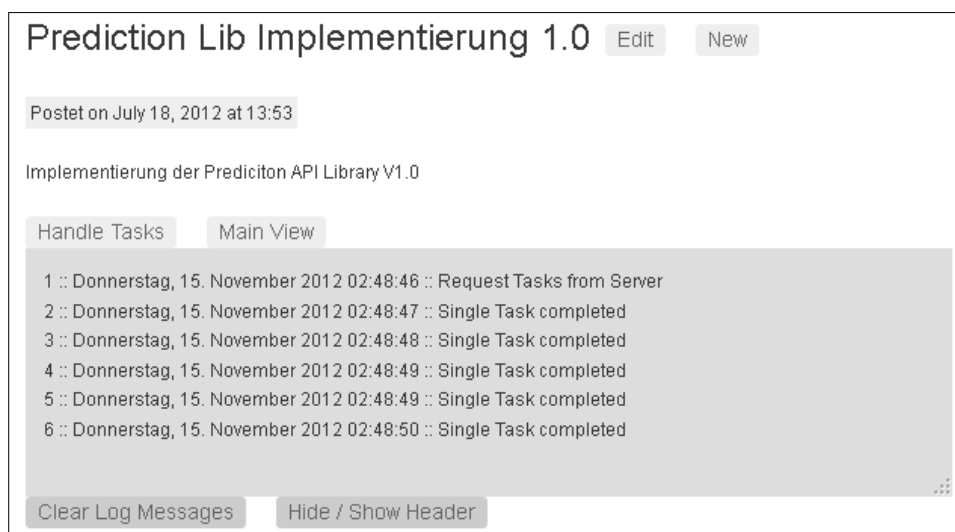 Prediction Lib Implementierung 1.0 Edit New
Postet on July 18, 2012 at 13:53
Implementierung der Prediciton API Library V1.0
Handle Tasks Main View
1 :: Donnerstag, 15. November 2012 02:48:46 :: Request Tasks from Server
2 :: Donnerstag, 15. November 2012 02:48:47 :: Single Task completed
3 :: Donnerstag, 15. November 2012 02:48:48 :: Single Task completed
4 :: Donnerstag, 15. November 2012 02:48:49 :: Single Task completed
5 :: Donnerstag, 15. November 2012 02:48:49 :: Single Task completed
6 :: Donnerstag, 15. November 2012 02:48:50 :: Single Task completed
Clear Log Messages Hide / Show Header